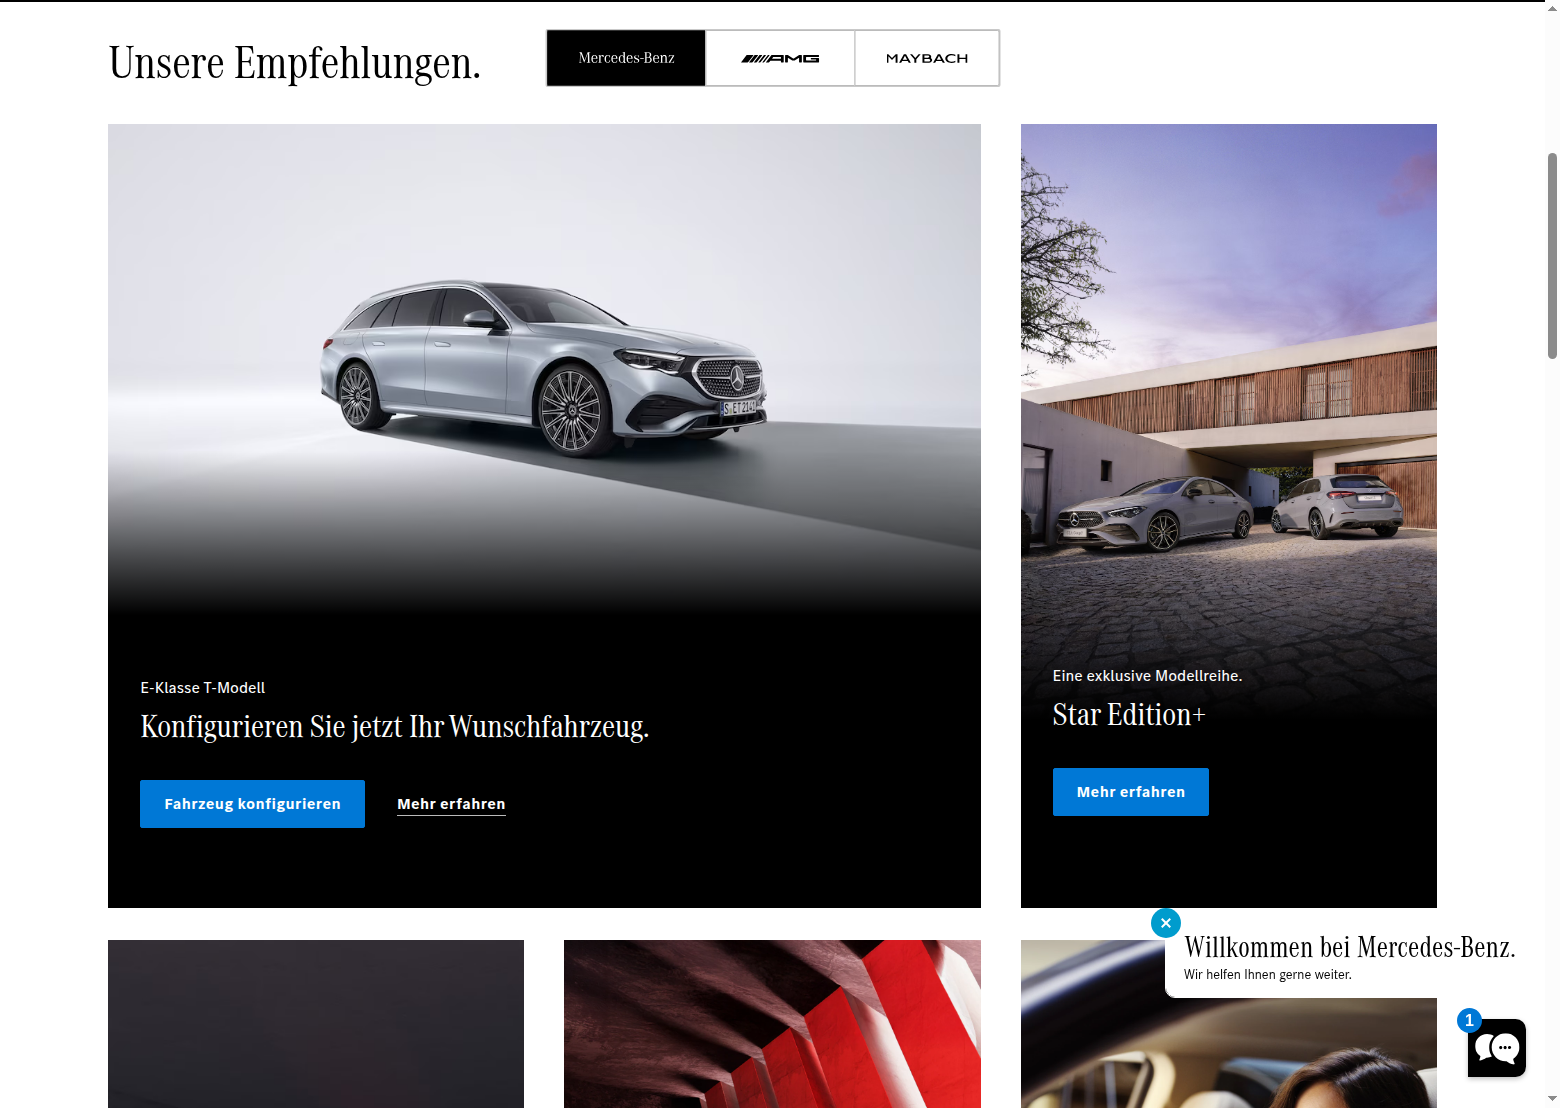 Unsere Empfehlungen.
Mercedes-Benz
AMG
MAYBACH
S ET 2141
E-Klasse T-Modell
Konfigurieren Sie jetzt Ihr Wunschfahrzeug.
Fahrzeug konfigurieren
Mehr erfahren
Eine exklusive Modellreihe.
Star Edition+
Mehr erfahren
Willkommen bei Mercedes-Benz.
Wir helfen Ihnen gerne weiter.
1